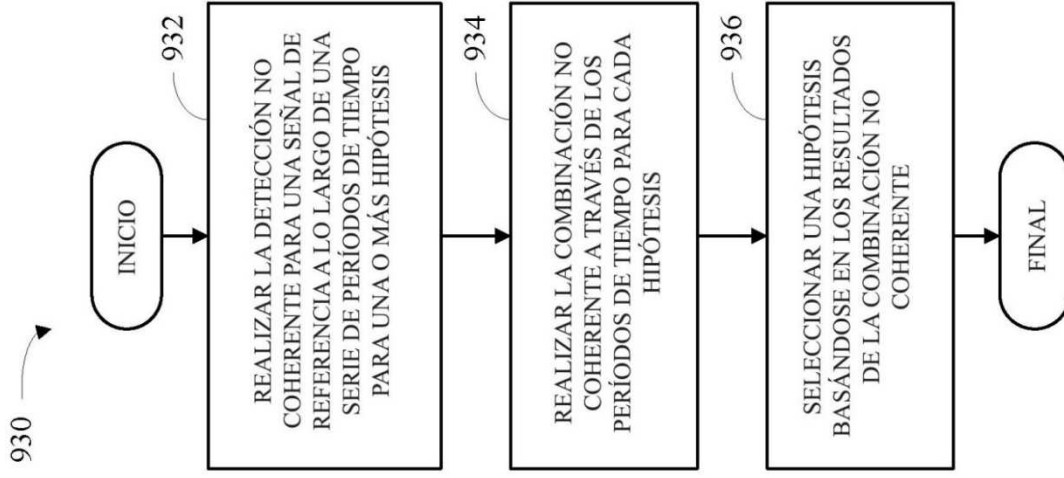 930
INICIO
932
REALIZAR LA DETECCIÓN NO
COHERENTE PARA UNA SEÑAL DE
REFERENCIA A LO LARGO DE UNA
SERIE DE PERÍODOS DE TIEMPO
PARA UNA O MÁS HIPÓTESIS
934
REALIZAR LA COMBINACIÓN NO
COHERENTE A TRAVÉS DE LOS
PERÍODOS DE TIEMPO PARA CADA
HIPÓTESIS
936
SELECCIONAR UNA HIPÓTESIS
BASÁNDOSE EN LOS RESULTADOS
DE LA COMBINACIÓN NO
COHERENTE
FINAL